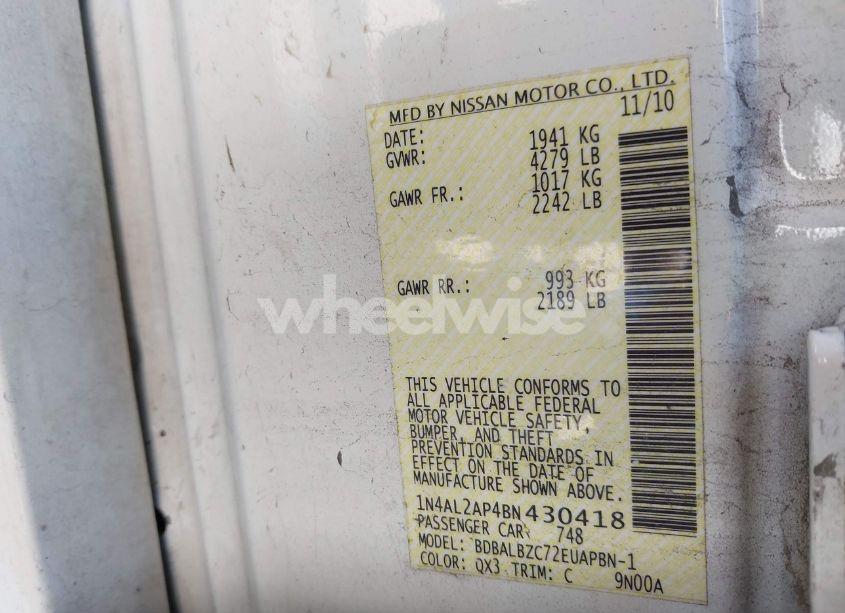 MFD BY NISSAN MOTOR CO., LTD.
DATE: 11/10
GVWR: 1941 KG
4279 LB
GAWR FR.: 1017 KG
2242 LB
GAWR RR.: 993 KG
2189 LB
wheelwise
THIS VEHICLE CONFORMS TO
ALL APPLICABLE FEDERAL
MOTOR VEHICLE SAFETY,
BUMPER, AND THEFT
PREVENTION STANDARDS IN
EFFECT ON THE DATE OF
MANUFACTURE SHOWN ABOVE.
1N4AL2AP4BN430418
PASSENGER CAR 748
MODEL: BDBALBZC72EUAPBN-1
COLOR: QX3 TRIM: C 9N00A